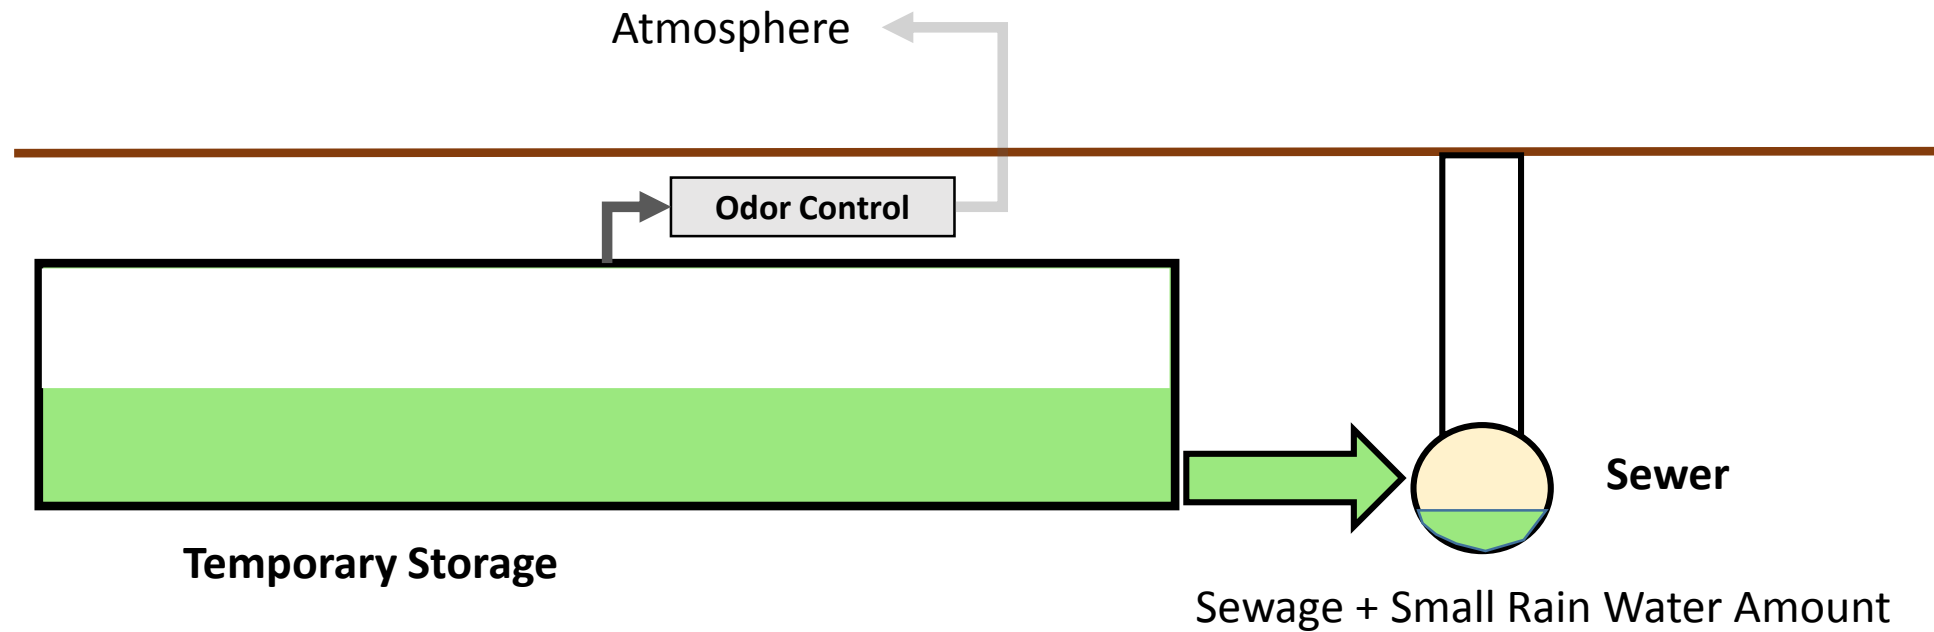 Atmosphere
Odor Control
Sewer
Temporary Storage
Sewage + Small Rain Water Amount